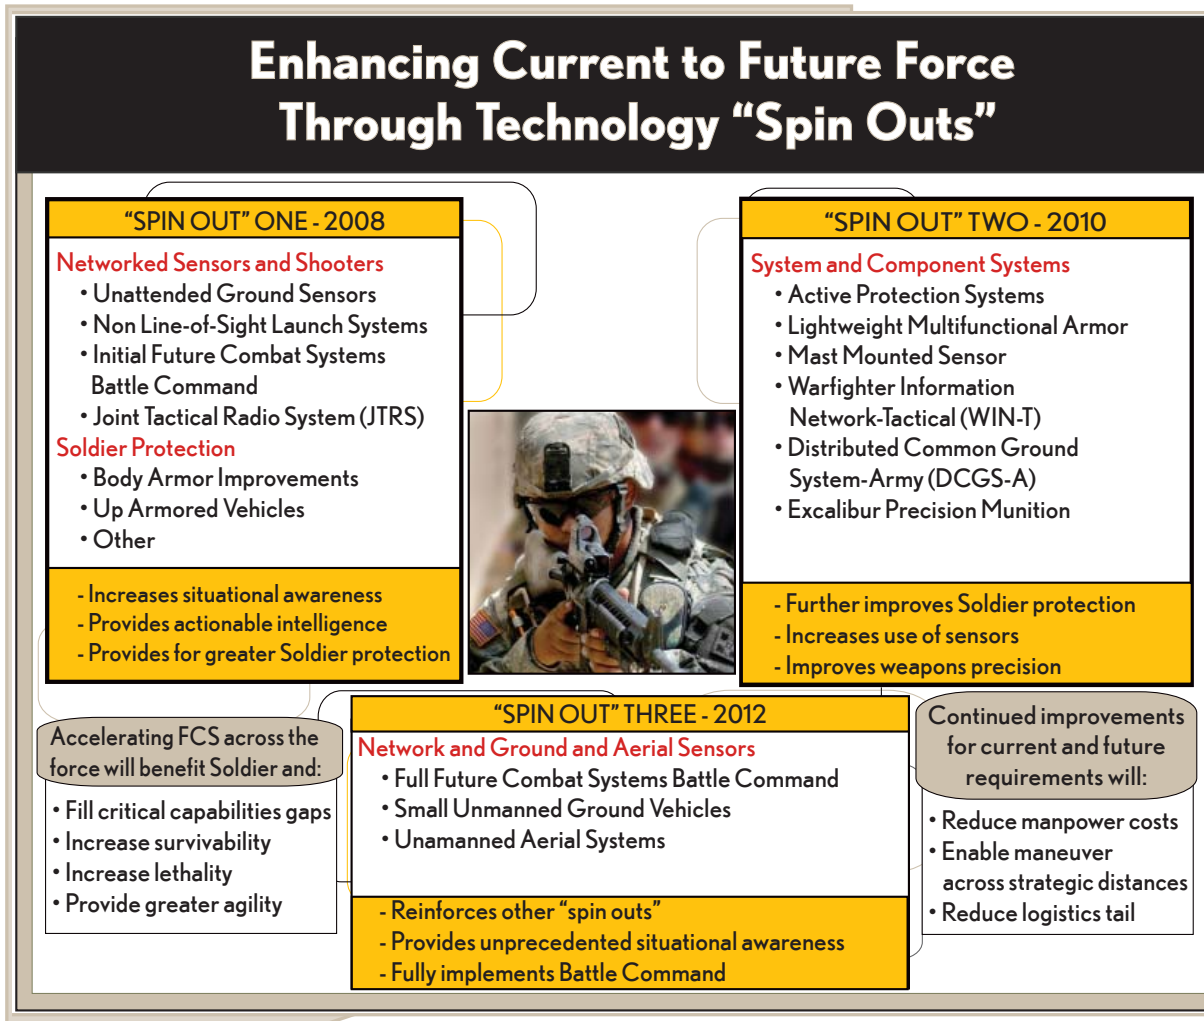 Enhancing Current to Future Force
Through Technology “Spin Outs”
“SPIN OUT” ONE - 2008
Networked Sensors and Shooters
• Unattended Ground Sensors
• Non Line-of-Sight Launch Systems
• Initial Future Combat Systems
Battle Command
• Joint Tactical Radio System (JTRS)
Soldier Protection
• Body Armor Improvements
• Up Armored Vehicles
• Other
- Increases situational awareness
- Provides actionable intelligence
- Provides for greater Soldier protection
“SPIN OUT” TWO - 2010
System and Component Systems
• Active Protection Systems
• Lightweight Multifunctional Armor
• Mast Mounted Sensor
• Warfighter Information
Network-Tactical (WIN-T)
• Distributed Common Ground
System-Army (DCGS-A)
• Excalibur Precision Munition
- Further improves Soldier protection
- Increases use of sensors
- Improves weapons precision
Accelerating FCS across the
force will benefit Soldier and:
• Fill critical capabilities gaps
• Increase survivability
• Increase lethality
• Provide greater agility
“SPIN OUT” THREE - 2012
Network and Ground and Aerial Sensors
• Full Future Combat Systems Battle Command
• Small Unmanned Ground Vehicles
• Unamanned Aerial Systems
- Reinforces other “spin outs”
- Provides unprecedented situational awareness
- Fully implements Battle Command
Continued improvements
for current and future
requirements will:
• Reduce manpower costs
• Enable maneuver
across strategic distances
• Reduce logistics tail